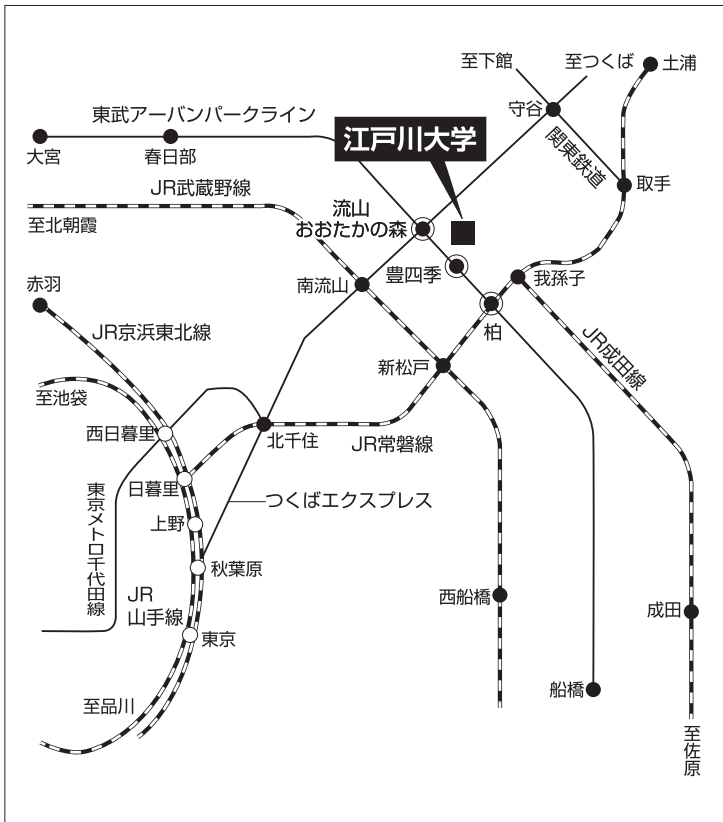 至下館
至つくば
土浦
守谷
東武アーバンパークライン
大宮
春日部
江戸川大学
関東鉄道
取手
JR武蔵野線
至北朝霞
流山
おおたかの森
豊四季
我孫子
赤羽
南流山
柏
JR京浜東北線
新松戸
JR成田線
至池袋
西日暮里
北千住
JR常磐線
日暮里
つくばエクスプレス
東京メトロ千代田線
上野
秋葉原
JR
山手線
西船橋
成田
東京
船橋
至品川
至佐原